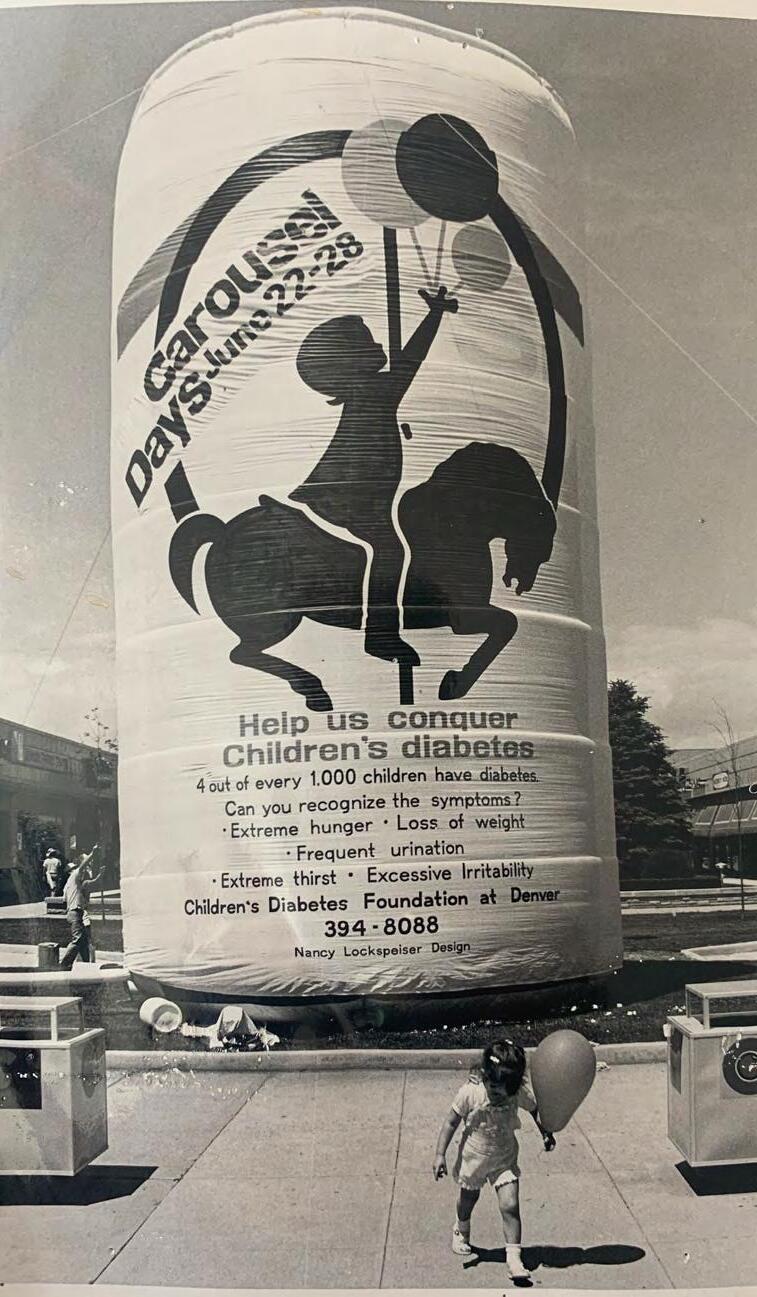 Carousel
Days June 22-28
Help us conquer
Children's diabetes
4 out of every 1.000 children have diabetes.
Can you recognize the symptoms?
· Extreme hunger · Loss of weight
· Frequent urination
· Extreme thirst · Excessive Irritability
Children's Diabetes Foundation at Denver
394-8088
Nancy Lockspeiser Design